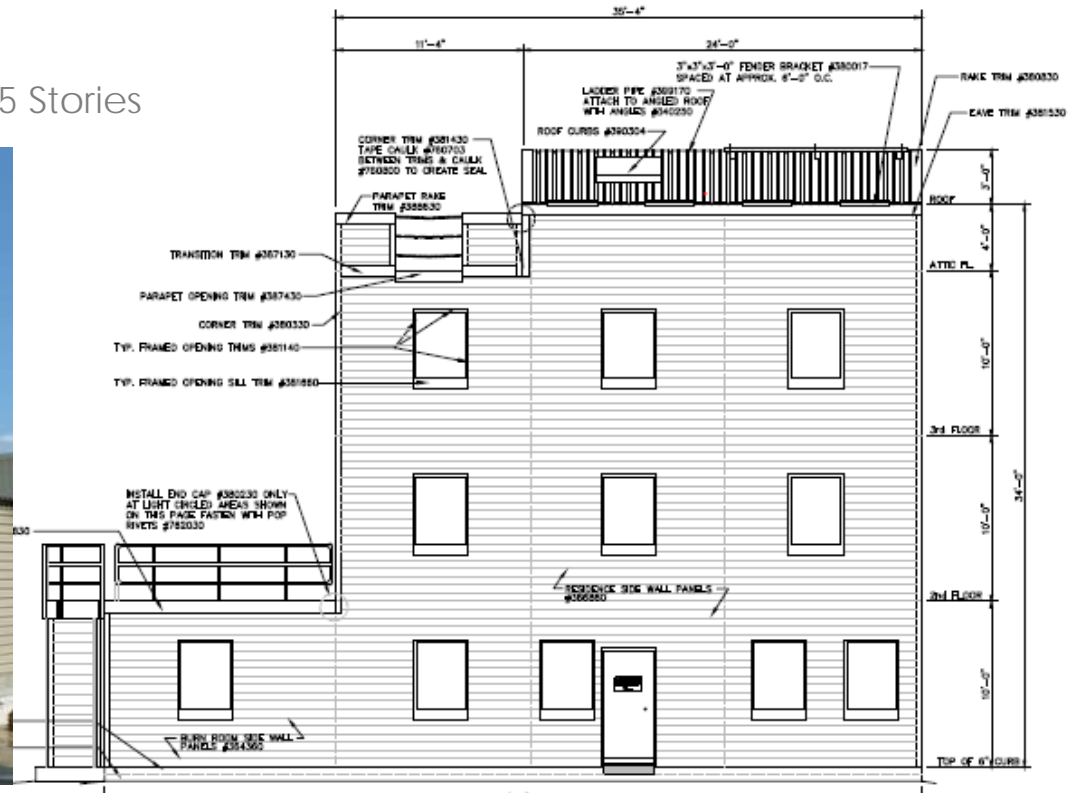 35'-4"
11'-4"
24'-0"
5 Stories
3"x3"x3'-0" FENDER BRACKET #380017
SPACED AT APPROX. 6'-0" O.C.
RAKE TRIM #380830
LADDER PIPE #389170
ATTACH TO ANGLED ROOF
WITH ANGLES #340250
EAVE TRIM #381530
ROOF CURBS #390304
CORNER TRIM #381430
TAPE CAULK #760703
BETWEEN TRIMS & CAULK
#760800 TO CREATE SEAL
3'-0"
PARAPET RAKE
TRIM #388630
ROOF
4'-0"
TRANSITION TRIM #387130
ATTIC FL.
PARAPET OPENING TRIM #387430
CORNER TRIM #380330
TYP. FRAMED OPENING TRIMS #381140
10'-0"
TYP. FRAMED OPENING SILL TRIM #381660
3rd FLOOR
34'-0"
INSTALL END CAP #380230 ONLY
AT LIGHT CIRCLED AREAS SHOWN
ON THIS PAGE FASTEN WITH POP
RIVETS #762030
10'-0"
630
RESIDENCE SIDE WALL PANELS
2nd FLOOR
10'-0"
BURN ROOM SIDE WALL
PANELS #364360
TOP OF 6" CURB